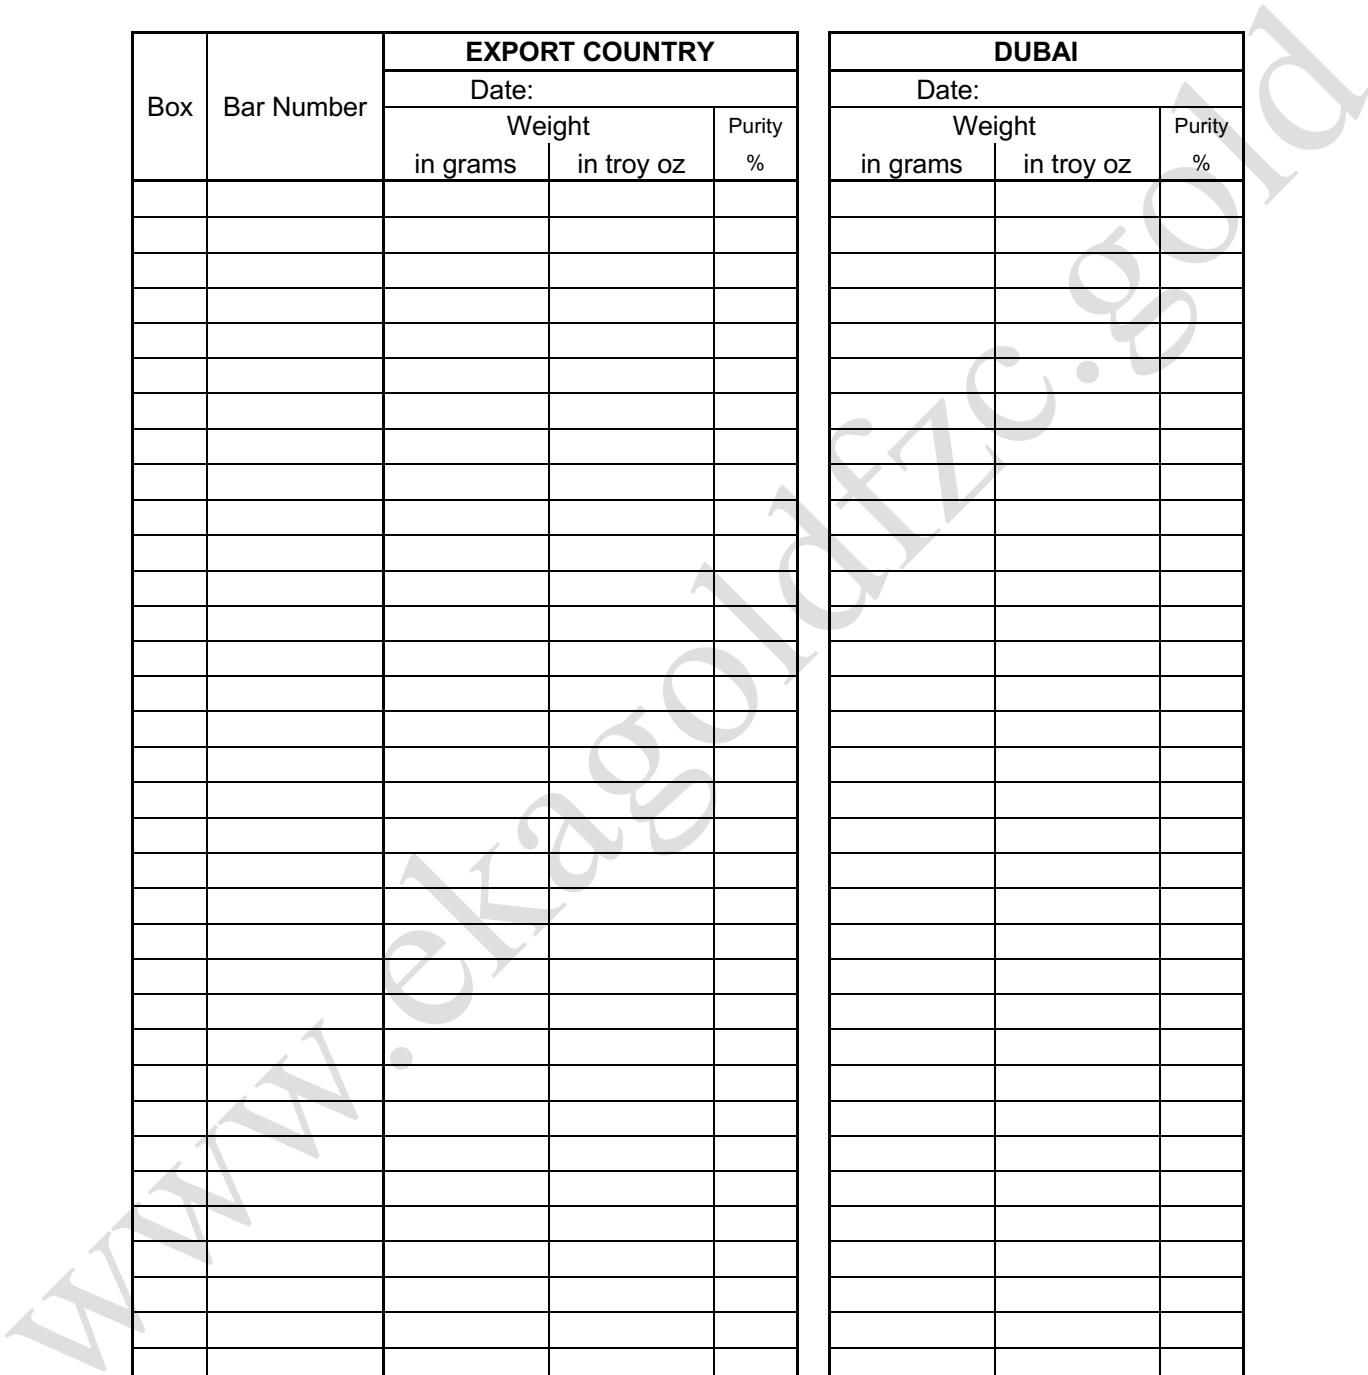 EXPORT COUNTRY DUBAI
Date: Date:
Box Bar Number Weight Purity Weight Purity
in grams in troy oz % in grams in troy oz %
www.ekagoldfzc.gold